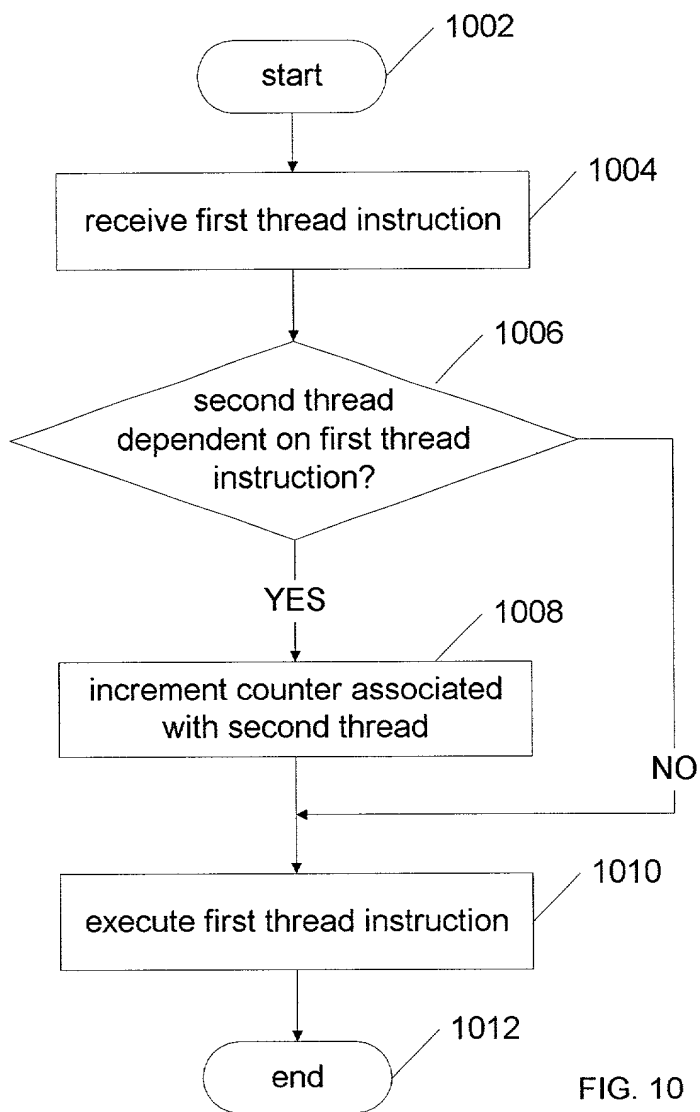 1002
start
1004
receive first thread instruction
1006
second thread
dependent on first thread
instruction?
YES
1008
increment counter associated
with second thread
NO
1010
execute first thread instruction
1012
end
FIG. 10